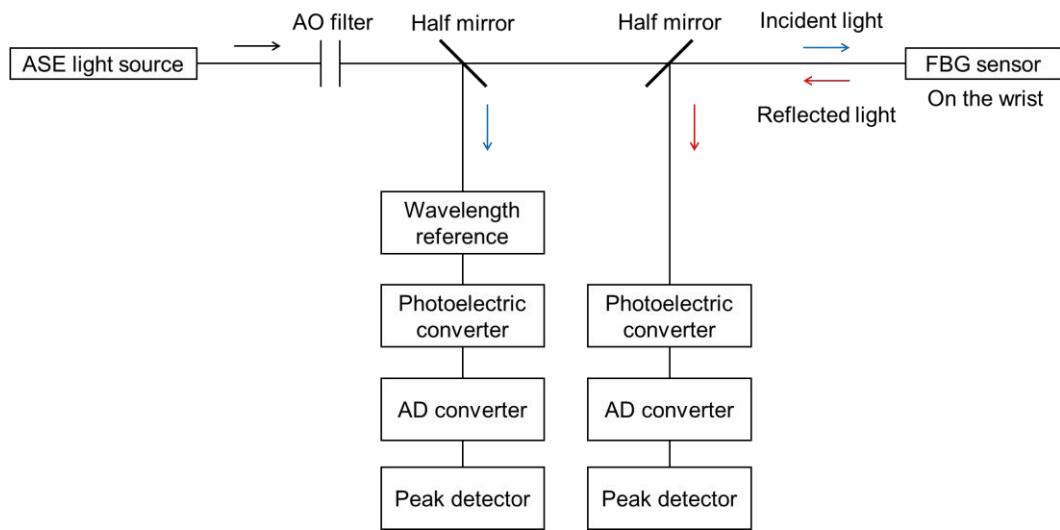 AO filter
Half mirror
Half mirror
Incident light
ASE light source
FBG sensor
On the wrist
Reflected light
Wavelength
reference
Photoelectric
converter
Photoelectric
converter
AD converter
AD converter
Peak detector
Peak detector